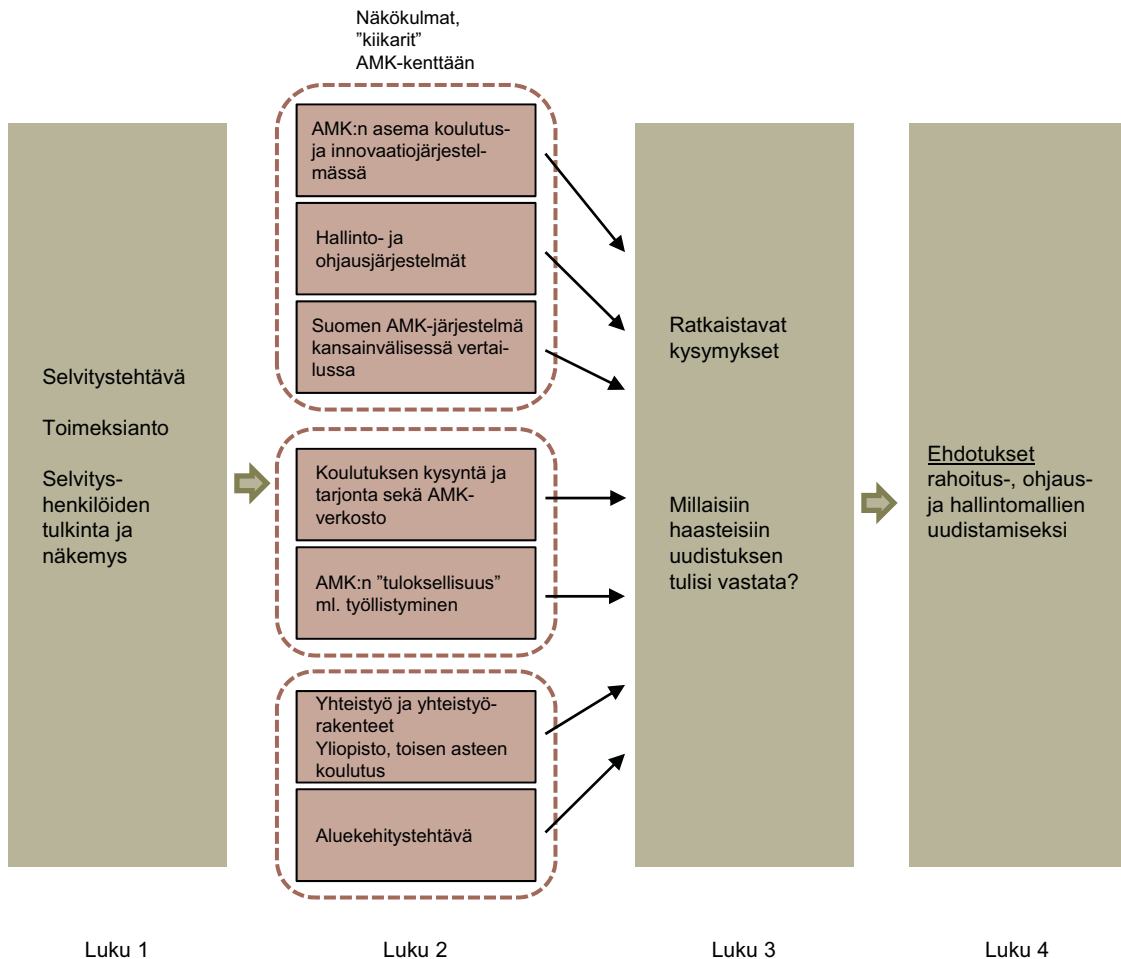 Näkökulmat,
”kiikarit”
AMK-kenttään
Selvitystehtävä
Toimeksianto
Selvitys-
henkilöiden
tulkinta ja
näkemys
AMK:n asema koulutus-
ja innovaatiojärjestel-
mässä
Hallinto- ja
ohjausjärjestelmät
Suomen AMK-järjestelmä
kansainvälisessä vertai-
lussa
Koulutuksen kysyntä ja
tarjonta sekä AMK-
verkosto
AMK:n ”tuloksellisuus”
ml. työllistyminen
Yhteistyö ja yhteistyö-
rakenteet
Yliopisto, toisen asteen
koulutus
Aluekehitystehtävä
Ratkaistavat
kysymykset
Millaisiin
haasteisiin
uudistuksen
tulisi vastata?
Ehdotukset
rahoitus-, ohjaus-
ja hallintomallien
uudistamiseksi
Luku 1
Luku 2
Luku 3
Luku 4